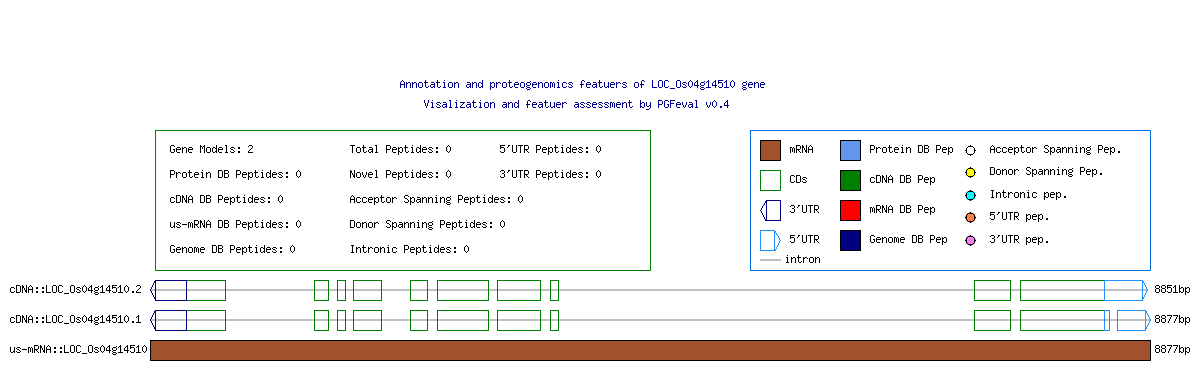 Annotation and proteogenomics featuers of LOC_Os04g14510 gene
Visalization and featuer assessment by PGFeval v0.4
Gene Models: 2 Total Peptides: 0 5'UTR Peptides: 0
Protein DB Peptides: 0 Novel Peptides: 0 3'UTR Peptides: 0
cDNA DB Peptides: 0 Acceptor Spanning Peptides: 0
us-mRNA DB Peptides: 0 Donor Spanning Peptides: 0
Genome DB Peptides: 0 Intronic Peptides: 0
mRNA Protein DB Pep Acceptor Spanning Pep.
CDs cDNA DB Pep Donor Spanning Pep.
3'UTR mRNA DB Pep Intronic pep.
5'UTR Genome DB Pep 5'UTR pep.
intron 3'UTR pep.
cDNA::LOC_Os04g14510.2 8851bp
cDNA::LOC_Os04g14510.1 8877bp
us-mRNA::LOC_Os04g14510 8877bp